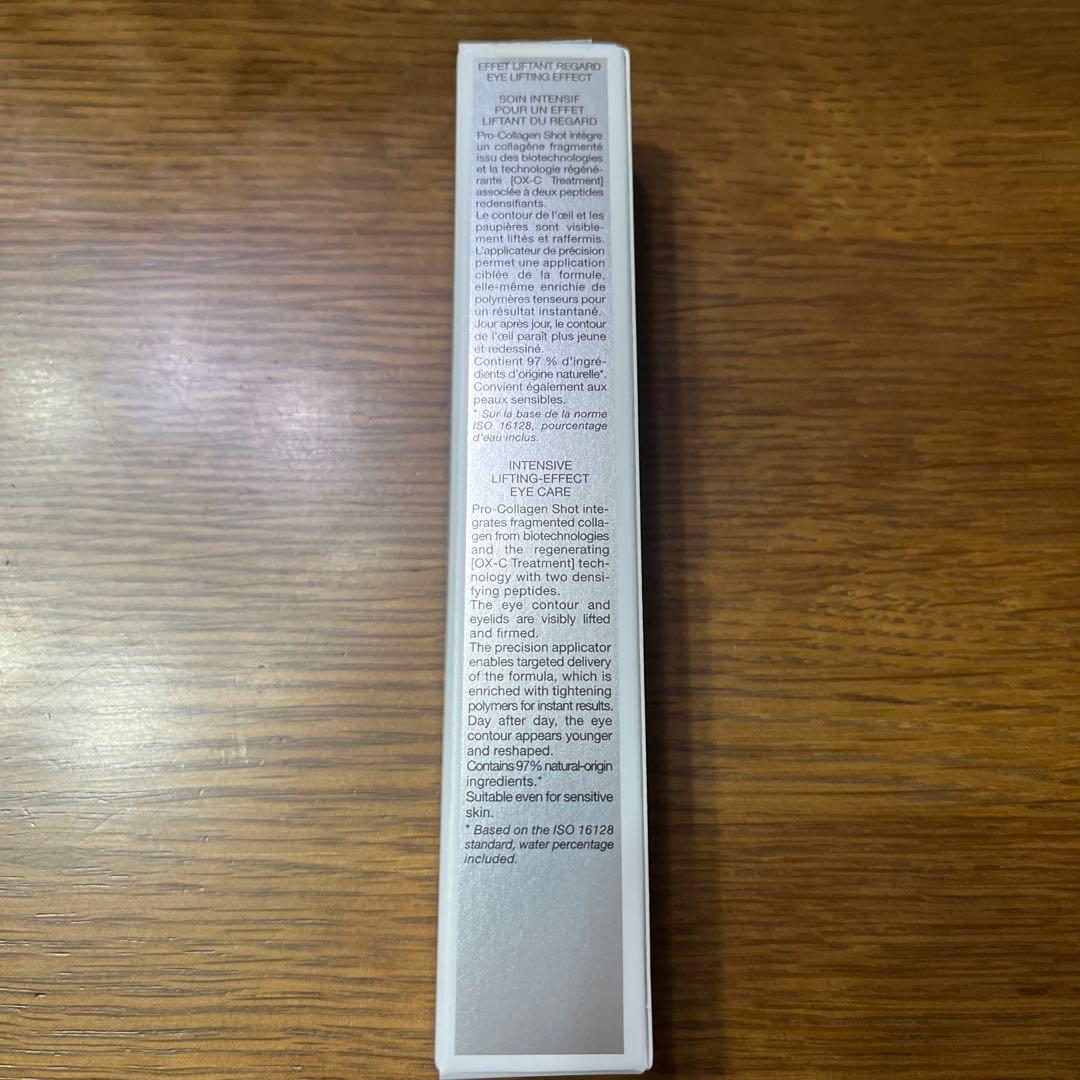 EFFET LIFTANT REGARD
EYE LIFTING EFFECT
SOIN INTENSIF
POUR UN EFFET
LIFTANT DU REGARD
Pro-Collagen Shot intègre
un collagène fragmenté
issu des biotechnologies
et la technologie régéné-
rante [OX-C Treatment]
associée à deux peptides
redensifiants.
Le contour de l'œil et les
paupières sont visible-
ment liftés et raffermis.
L'applicateur de précision
permet une application
ciblée de la formule,
elle-même enrichie de
polymères tenseurs pour
un résultat instantané.
Jour après jour, le contour
de l'œil paraît plus jeune
et redessiné.
Contient 97 % d'ingré-
dients d'origine naturelle*.
Convient également aux
peaux sensibles.
* Sur la base de la norme
ISO 16128, pourcentage
d'eau inclus.
INTENSIVE
LIFTING-EFFECT
EYE CARE
Pro-Collagen Shot inte-
grates fragmented colla-
gen from biotechnologies
and the regenerating
[OX-C Treatment] tech-
nology with two densi-
fying peptides.
The eye contour and
eyelids are visibly lifted
and firmed.
The precision applicator
enables targeted delivery
of the formula, which is
enriched with tightening
polymers for instant results.
Day after day, the eye
contour appears younger
and reshaped.
Contains 97% natural-origin
ingredients.*
Suitable even for sensitive
skin.
* Based on the ISO 16128
standard, water percentage
included.